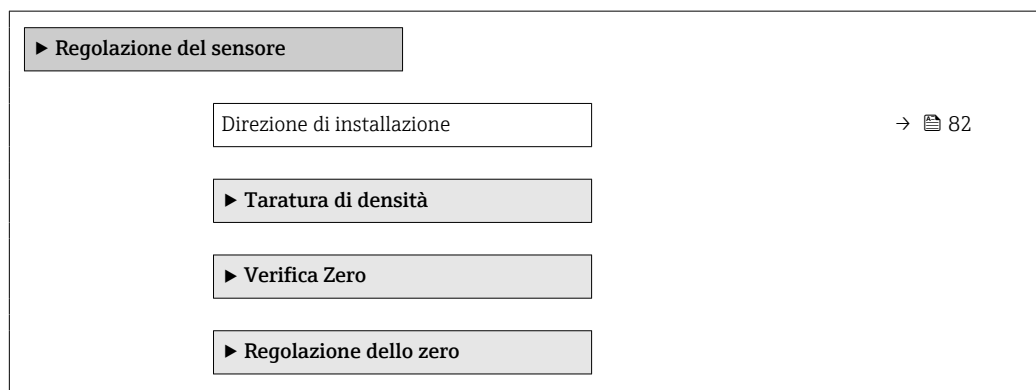 ▶ Regolazione del sensore
Direzione di installazione → 82
▶ Taratura di densità
▶ Verifica Zero
▶ Regolazione dello zero